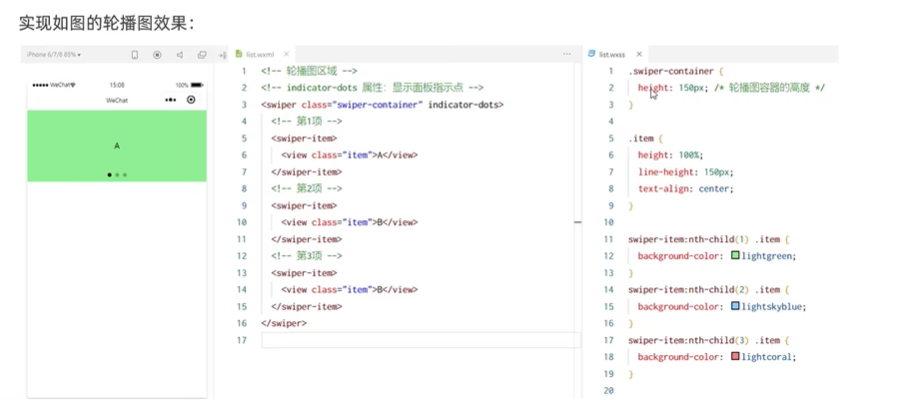 实现如图的轮播图效果：
iPhone 6/7/8 85%
list.wxml
list.wxss
WeChat
15:08
100%
WeChat
A
1 <!-- 轮播图区域 -->
2 <!-- indicator-dots 属性：显示面板指示点 -->
3 <swiper class="swiper-container" indicator-dots>
4 <!-- 第1项 -->
5 <swiper-item>
6 <view class="item">A</view>
7 </swiper-item>
8 <!-- 第2项 -->
9 <swiper-item>
10 <view class="item">B</view>
11 </swiper-item>
12 <!-- 第3项 -->
13 <swiper-item>
14 <view class="item">B</view>
15 </swiper-item>
16 </swiper>
17
1 .swiper-container {
2 height: 150px; /* 轮播图容器的高度 */
3 }
4
5 .item {
6 height: 100%;
7 line-height: 150px;
8 text-align: center;
9 }
10
11 swiper-item:nth-child(1) .item {
12 background-color: lightgreen;
13 }
14 swiper-item:nth-child(2) .item {
15 background-color: lightskyblue;
16 }
17 swiper-item:nth-child(3) .item {
18 background-color: lightcoral;
19 }
20